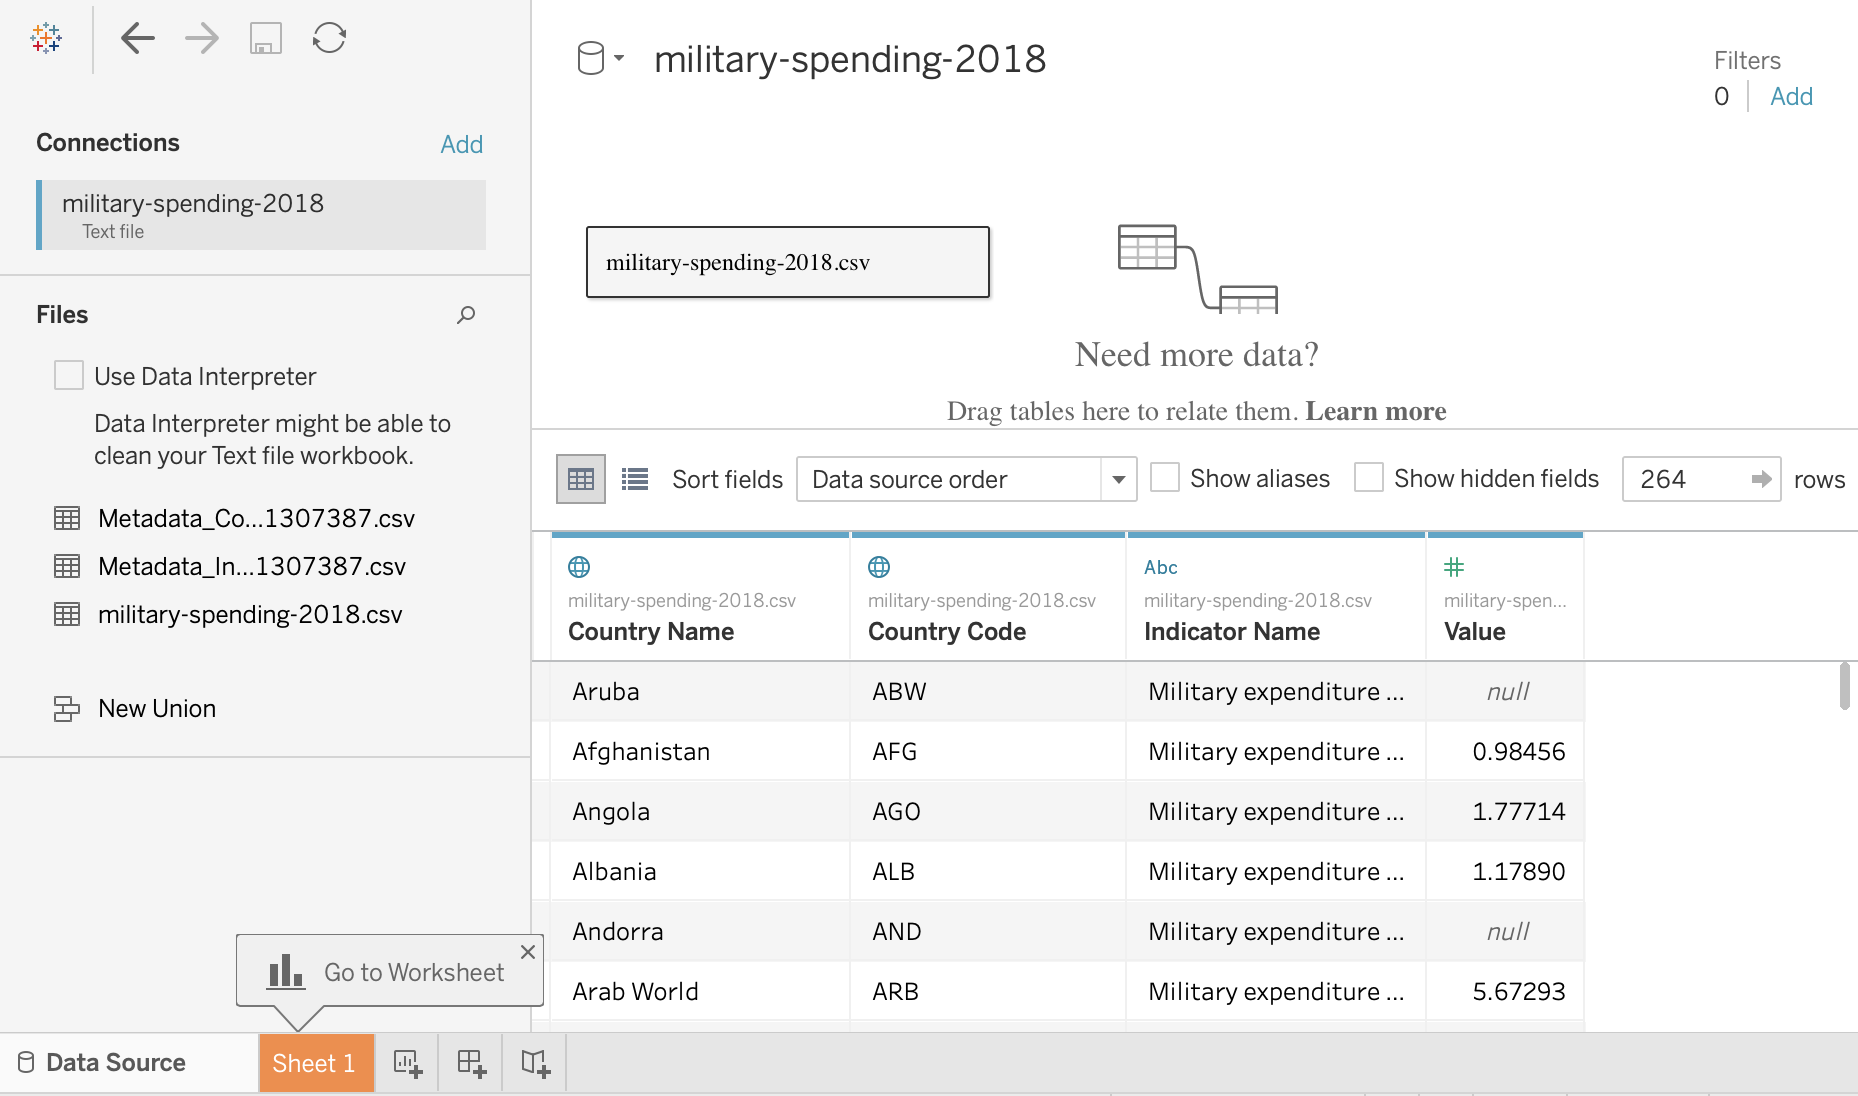 military-spending-2018
Filters
0 Add
Connections Add
military-spending-2018
Text file
military-spending-2018.csv
Files
Need more data?
Use Data Interpreter
Data Interpreter might be able to
clean your Text file workbook.
Drag tables here to relate them. Learn more
Sort fields Data source order Show aliases Show hidden fields 264 rows
Metadata_Co...1307387.csv
Metadata_In...1307387.csv
military-spending-2018.csv
New Union
Abc #
military-spending-2018.csv military-spending-2018.csv military-spending-2018.csv military-spen...
Country Name Country Code Indicator Name Value
Aruba ABW Military expenditure ... null
Afghanistan AFG Military expenditure ... 0.98456
Angola AGO Military expenditure ... 1.77714
Albania ALB Military expenditure ... 1.17890
Andorra AND Military expenditure ... null
Arab World ARB Military expenditure ... 5.67293
Go to Worksheet
Data Source Sheet 1